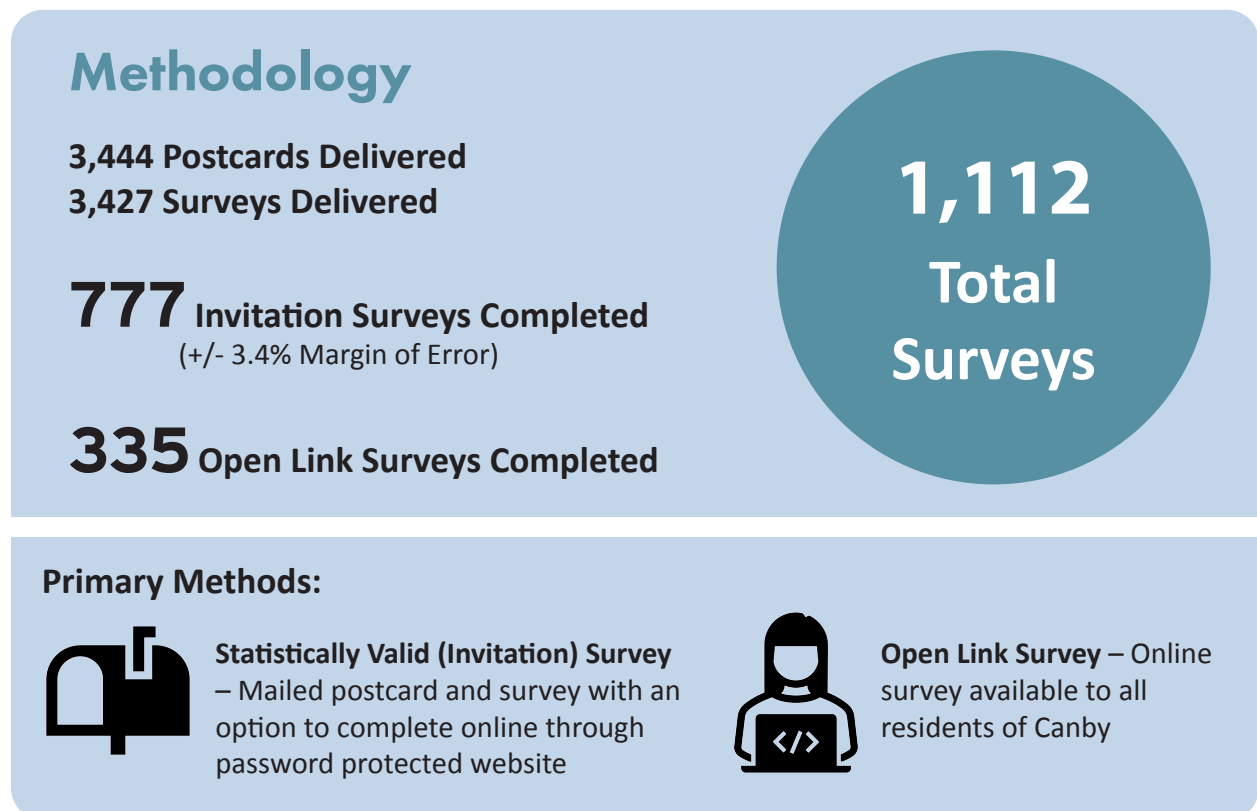 Methodology
3,444 Postcards Delivered
3,427 Surveys Delivered
777 Invitation Surveys Completed
(+/- 3.4% Margin of Error)
335 Open Link Surveys Completed
1,112
Total
Surveys
Primary Methods:
Statistically Valid (Invitation) Survey
– Mailed postcard and survey with an
option to complete online through
password protected website
</>
Open Link Survey – Online
survey available to all
residents of Canby